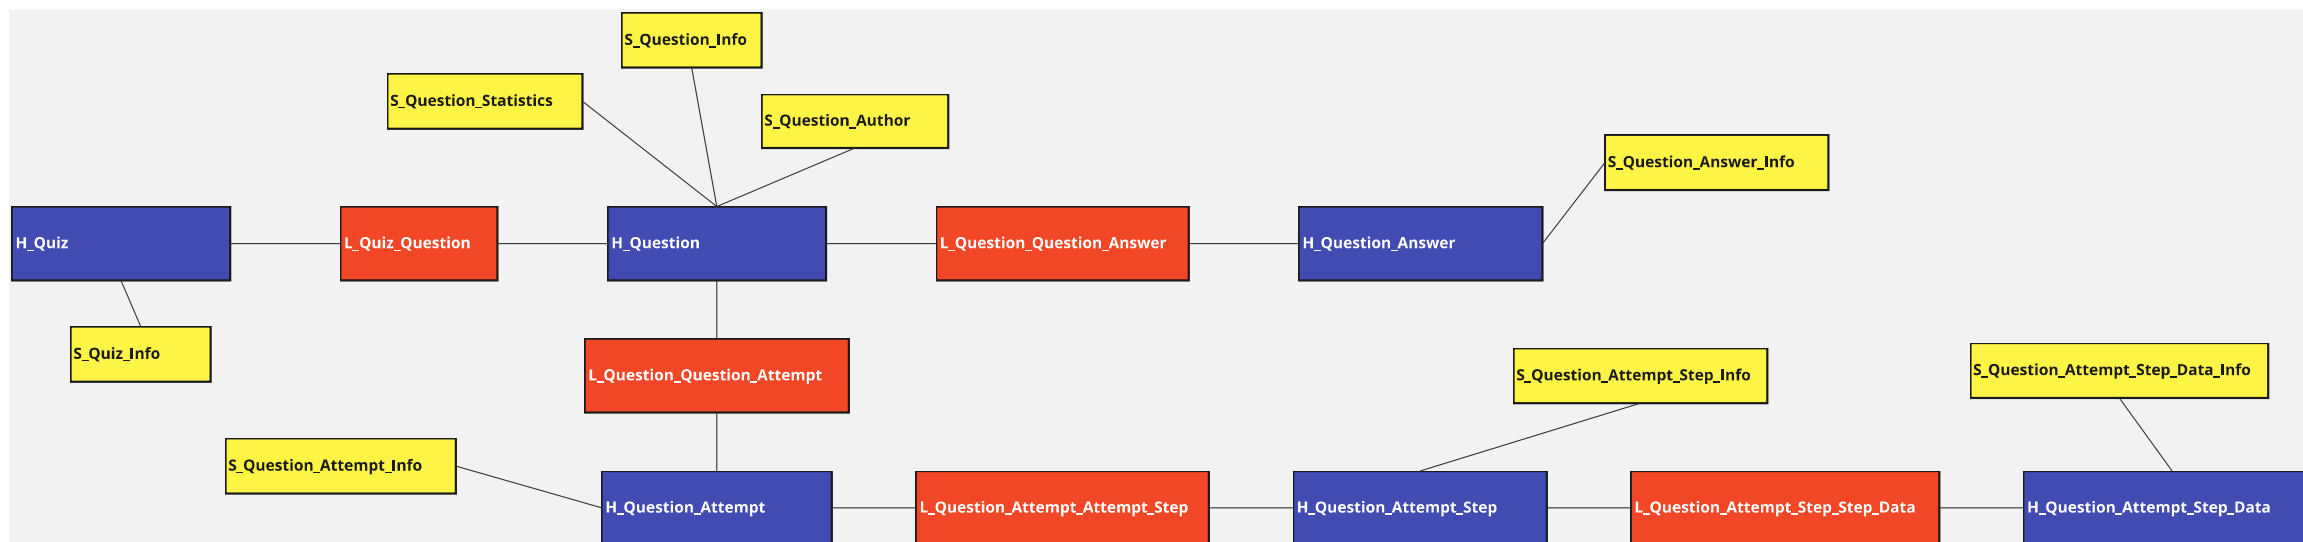 S_Question_Info
S_Question_Statistics
S_Question_Author
S_Question_Answer_Info
H_Quiz
L_Quiz_Question
H_Question
L_Question_Question_Answer
H_Question_Answer
S_Quiz_Info
L_Question_Question_Attempt
S_Question_Attempt_Step_Info
S_Question_Attempt_Step_Data_Info
S_Question_Attempt_Info
H_Question_Attempt
L_Question_Attempt_Attempt_Step
H_Question_Attempt_Step
L_Question_Attempt_Step_Step_Data
H_Question_Attempt_Step_Data